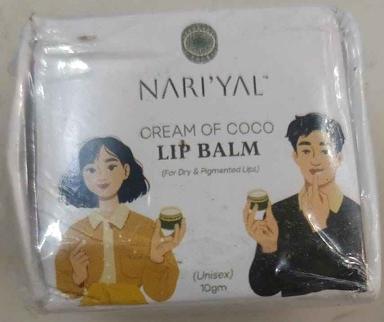 NARI'YAL™
CREAM OF COCO
LIP BALM
(For Dry & Pigmented Lips)
(Unisex)
10gm